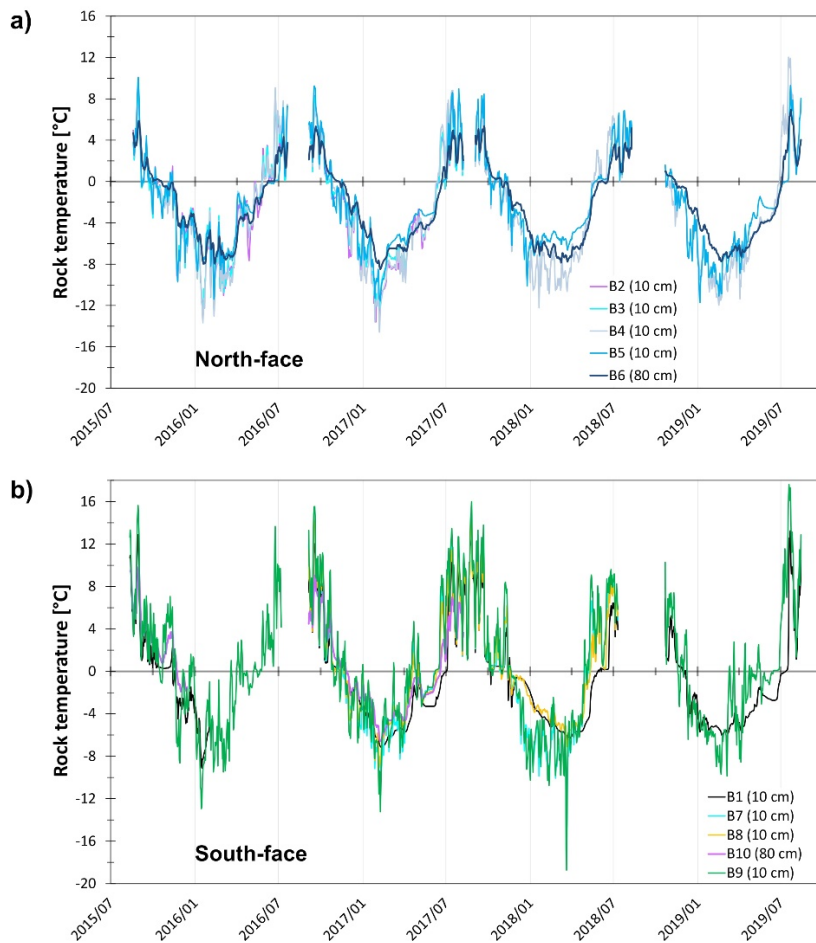 a)
Rock temperature [°C]
16
12
8
4
0
-4
-8
-12
-16
-20
North-face
B2 (10 cm)
B3 (10 cm)
B4 (10 cm)
B5 (10 cm)
B6 (80 cm)
2015/07
2016/01
2016/07
2017/01
2017/07
2018/01
2018/07
2019/01
2019/07
b)
Rock temperature [°C]
16
12
8
4
0
-4
-8
-12
-16
-20
South-face
B1 (10 cm)
B7 (10 cm)
B8 (10 cm)
B10 (80 cm)
B9 (10 cm)
2015/07
2016/01
2016/07
2017/01
2017/07
2018/01
2018/07
2019/01
2019/07